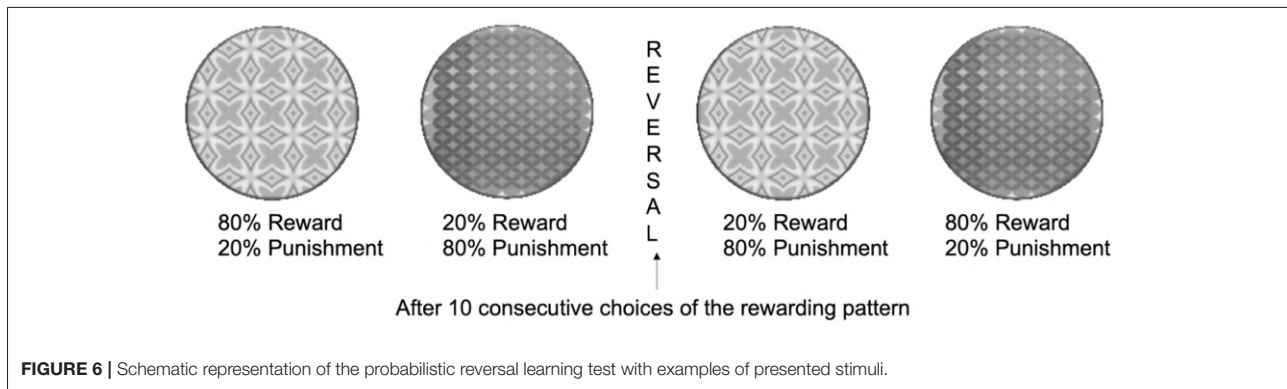 80% Reward
20% Punishment
20% Reward
80% Punishment
REVERSAL
20% Reward
80% Punishment
80% Reward
20% Punishment
After 10 consecutive choices of the rewarding pattern
FIGURE 6 | Schematic representation of the probabilistic reversal learning test with examples of presented stimuli.